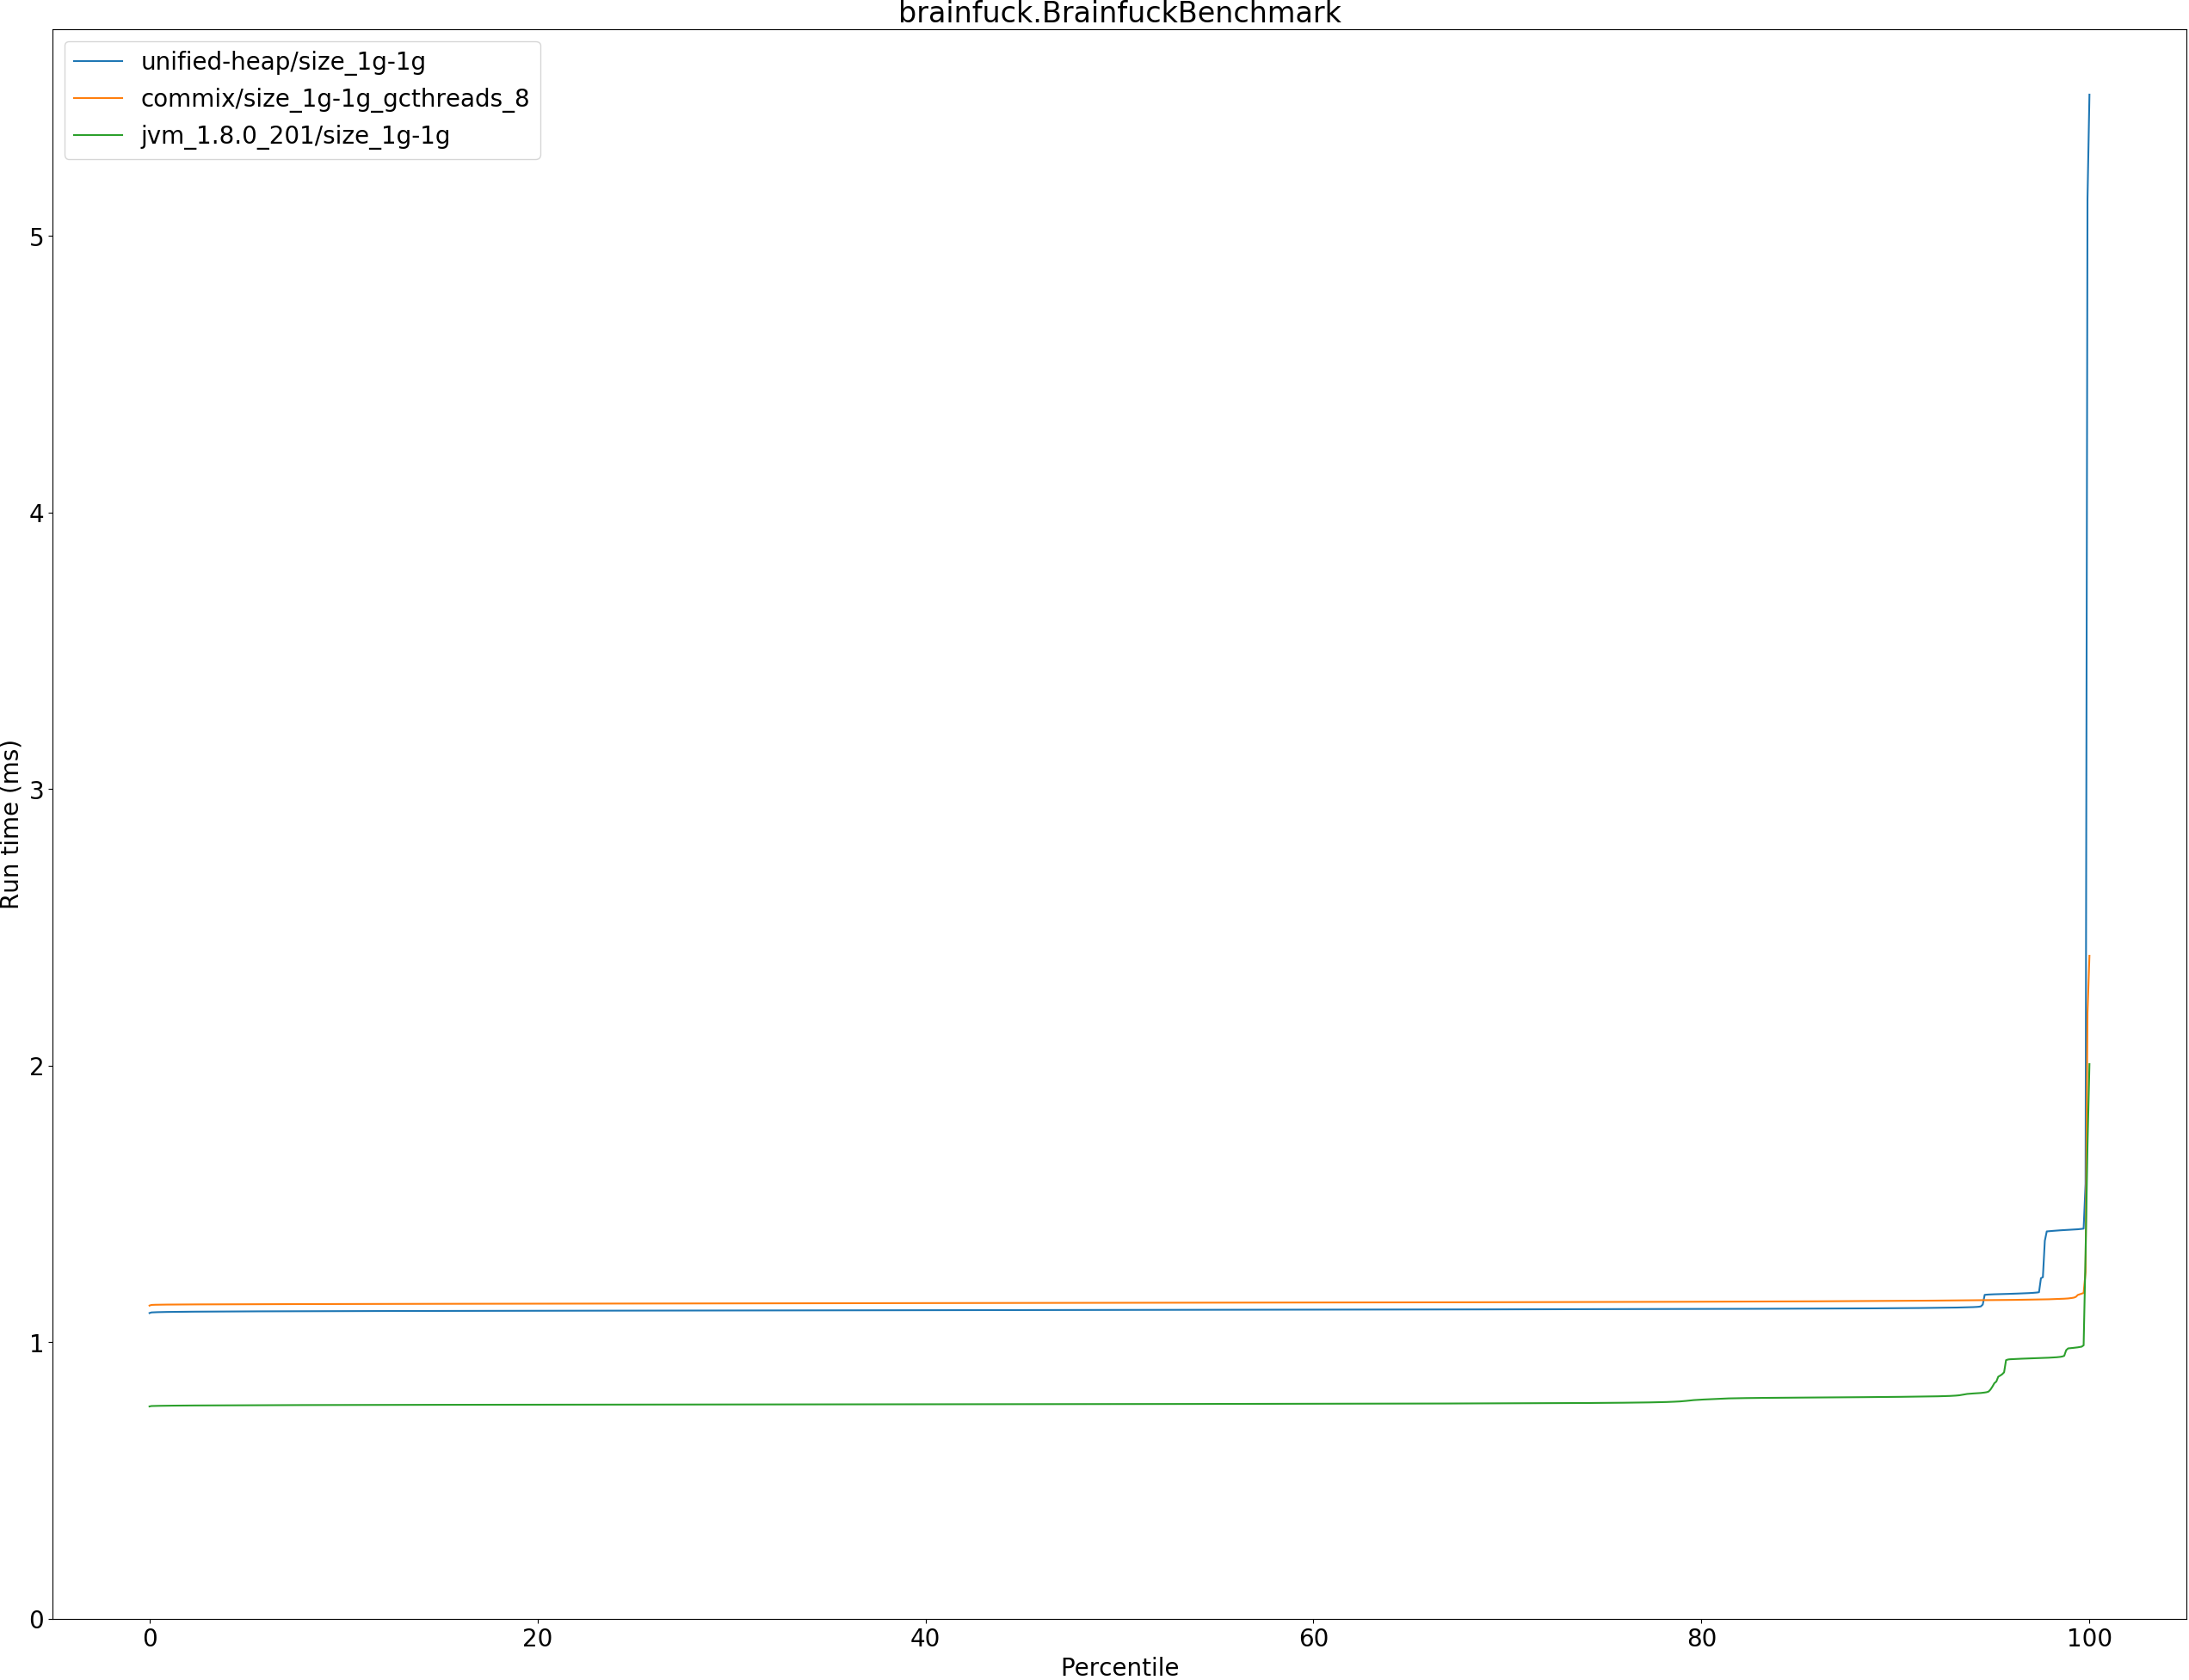 brainfuck.BrainfuckBenchmark
unified-heap/size_1g-1g
commix/size_1g-1g_gcthreads_8
jvm_1.8.0_201/size_1g-1g
5
4
3
2
1
0
Run time (ms)
0 20 40 60 80 100
Percentile